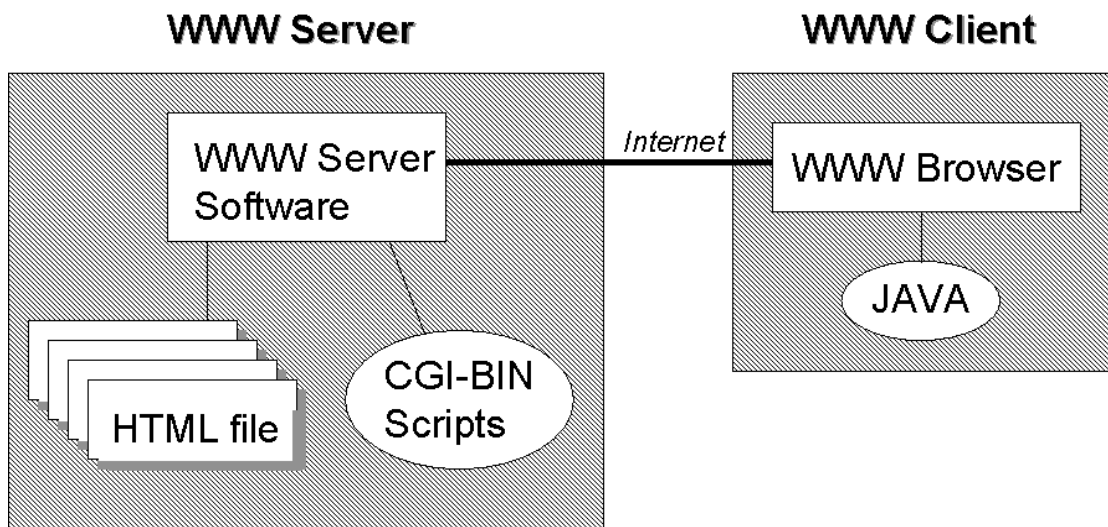 WWW Server
WWW Client
WWW Server
Software
Internet
WWW Browser
JAVA
HTML file
CGI-BIN
Scripts